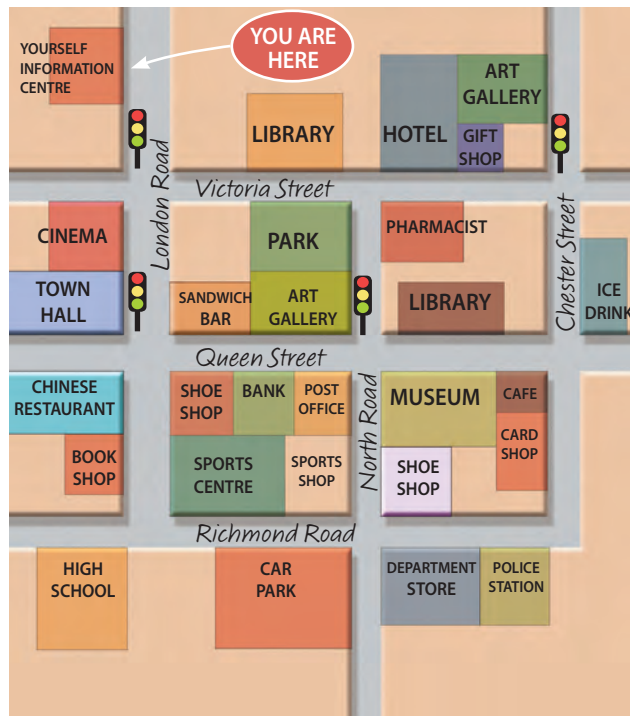 YOURSELF
INFORMATION
CENTRE
YOU ARE
HERE
LIBRARY
HOTEL
ART
GALLERY
GIFT
SHOP
London Road
Victoria Street
Chester Street
CINEMA
TOWN
HALL
PARK
SANDWICH
BAR
ART
GALLERY
PHARMACIST
LIBRARY
ICE
DRINK
Queen Street
North Road
CHINESE
RESTAURANT
BOOK
SHOP
SHOE
SHOP
BANK
POST
OFFICE
SPORTS
CENTRE
SPORTS
SHOP
MUSEUM
CAFE
CARD
SHOP
SHOE
SHOP
Richmond Road
HIGH
SCHOOL
CAR
PARK
DEPARTMENT
STORE
POLICE
STATION